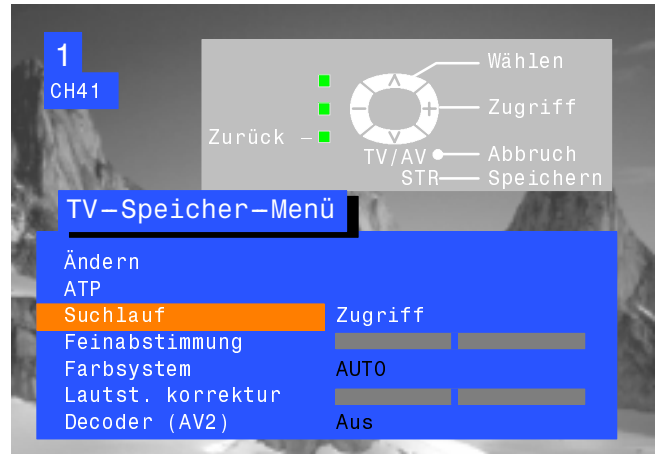 1
CH41
Wählen
Zugriff
Zurück
TV/AV Abbruch
STR Speichern
TV–Speicher–Menü
Ändern
ATP
Suchlauf Zugriff
Feinabstimmung
Farbsystem AUTO
Lautst. korrektur
Decoder (AV2) Aus